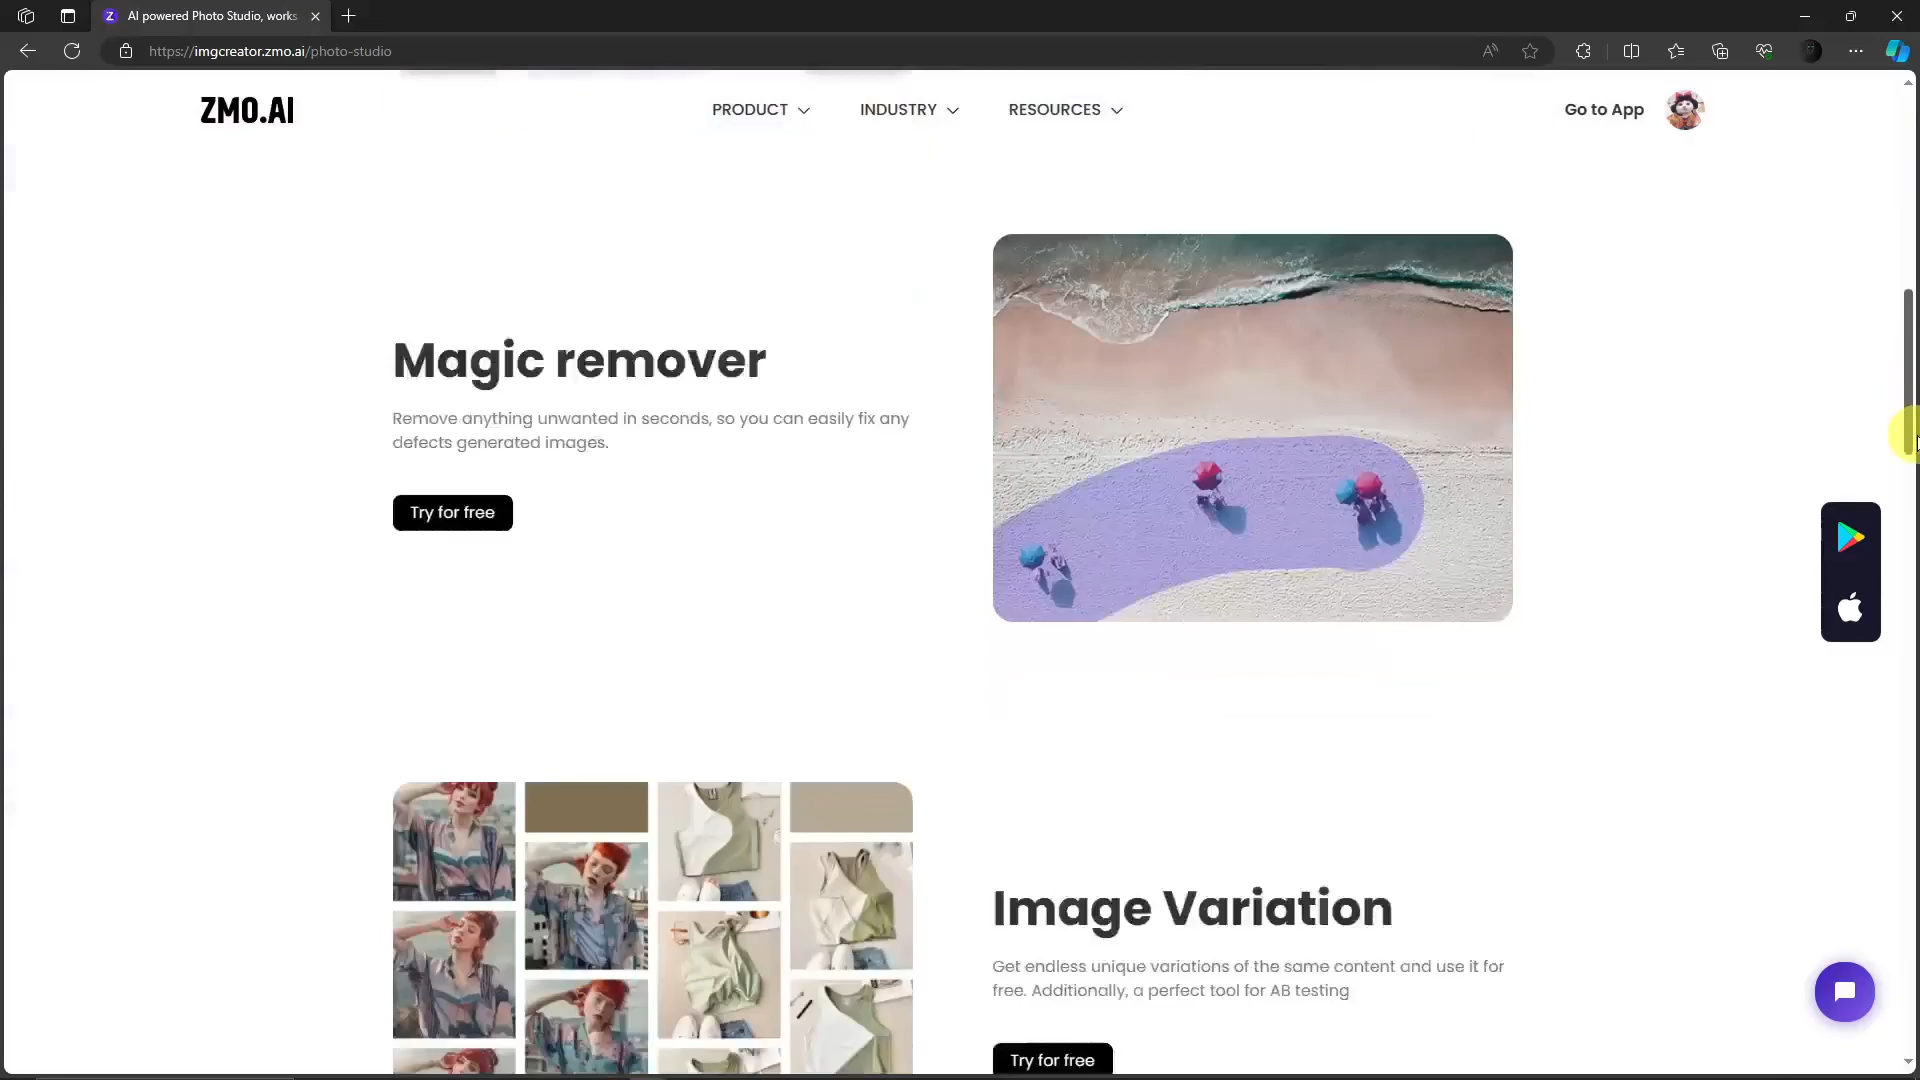 AI powered Photo Studio, works
https://imgcreator.zmo.ai/photo-studio
ZMO.AI
PRODUCT
INDUSTRY
RESOURCES
Go to App
Magic remover
Remove anything unwanted in seconds, so you can easily fix any
defects generated images.
Try for free
Image Variation
Get endless unique variations of the same content and use it for
free. Additionally, a perfect tool for AB testing
Try for free